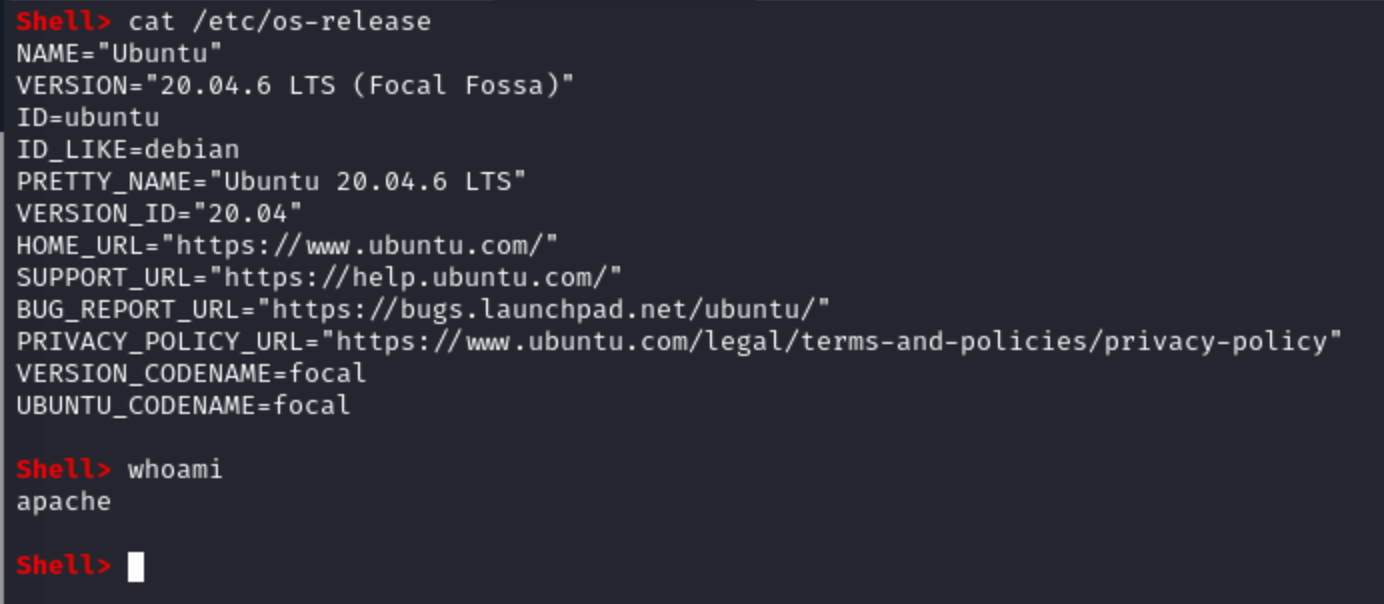 Shell> cat /etc/os-release
NAME="Ubuntu"
VERSION="20.04.6 LTS (Focal Fossa)"
ID=ubuntu
ID_LIKE=debian
PRETTY_NAME="Ubuntu 20.04.6 LTS"
VERSION_ID="20.04"
HOME_URL="https://www.ubuntu.com/"
SUPPORT_URL="https://help.ubuntu.com/"
BUG_REPORT_URL="https://bugs.launchpad.net/ubuntu/"
PRIVACY_POLICY_URL="https://www.ubuntu.com/legal/terms-and-policies/privacy-policy"
VERSION_CODENAME=focal
UBUNTU_CODENAME=focal
Shell> whoami
apache
Shell>